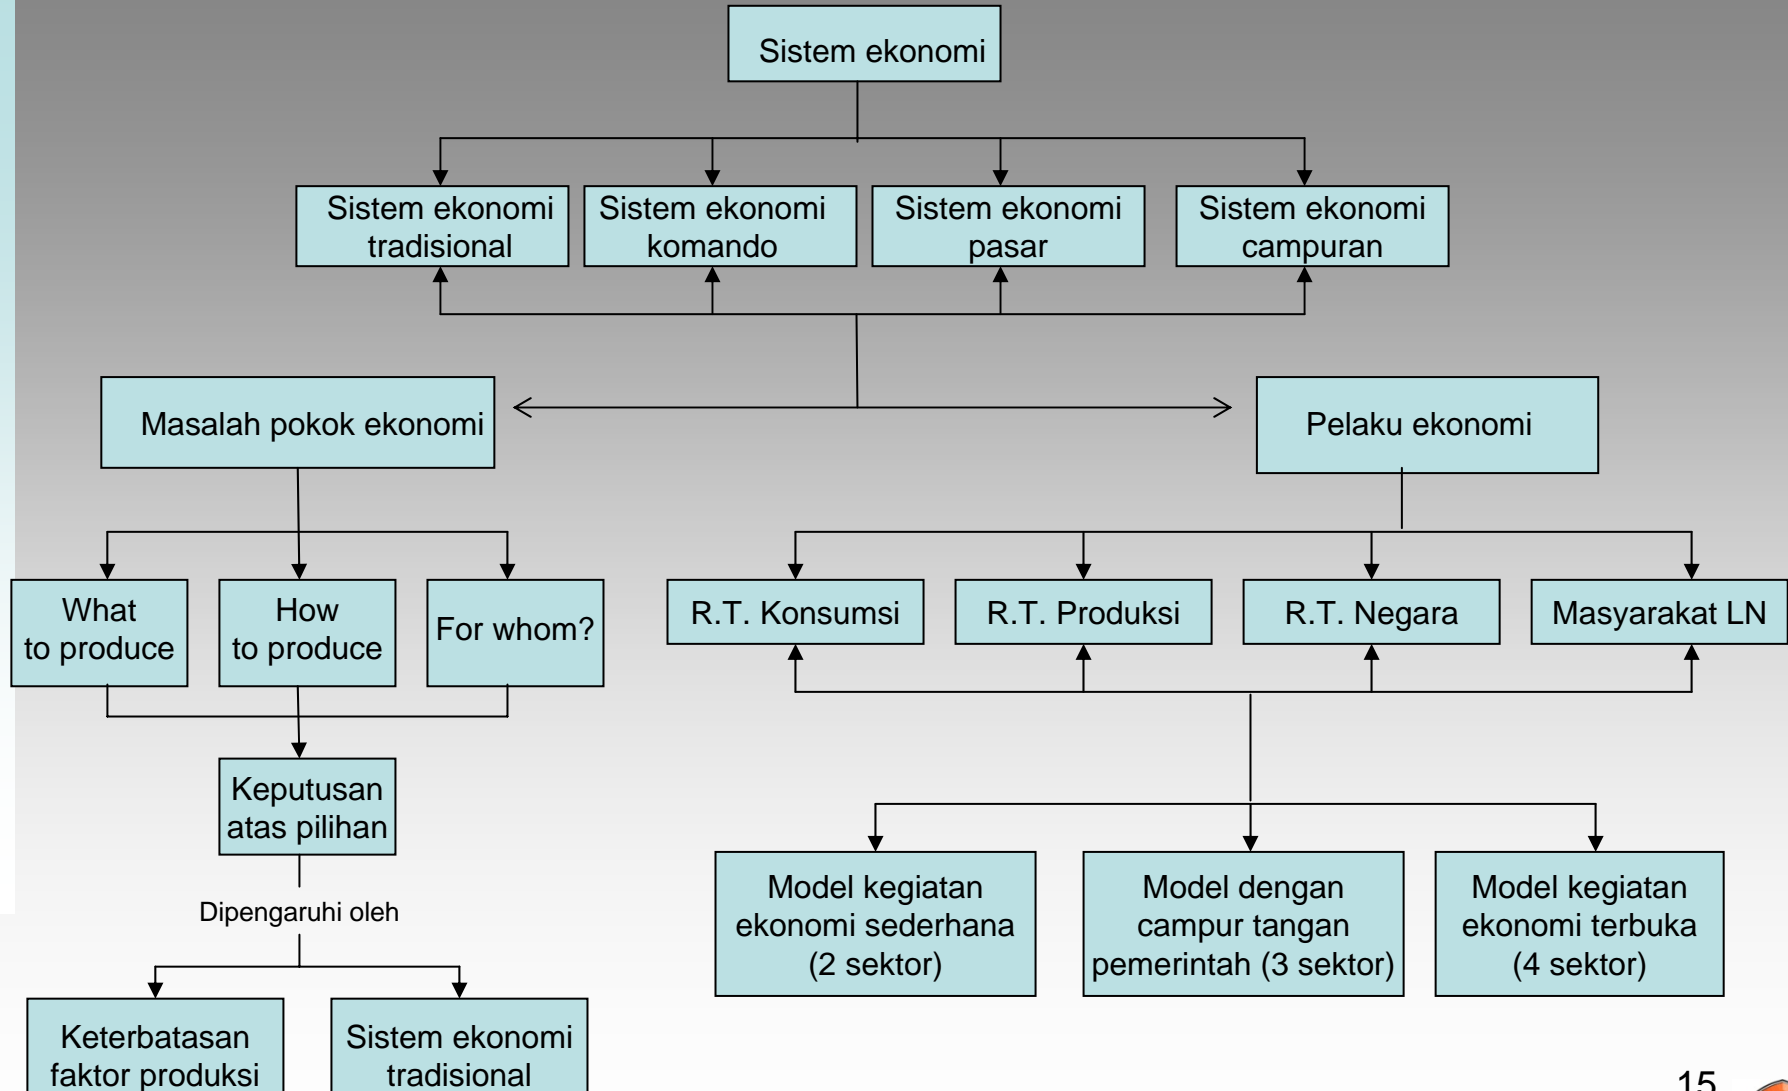 Sistem ekonomi
Sistem ekonomi
tradisional
Sistem ekonomi
komando
Sistem ekonomi
pasar
Sistem ekonomi
campuran
Masalah pokok ekonomi
Pelaku ekonomi
What
to produce
How
to produce
For whom?
R.T. Konsumsi
R.T. Produksi
R.T. Negara
Masyarakat LN
Keputusan
atas pilihan
Dipengaruhi oleh
Keterbatasan
faktor produksi
Sistem ekonomi
tradisional
Model kegiatan
ekonomi sederhana
(2 sektor)
Model dengan
campur tangan
pemerintah (3 sektor)
Model kegiatan
ekonomi terbuka
(4 sektor)
15